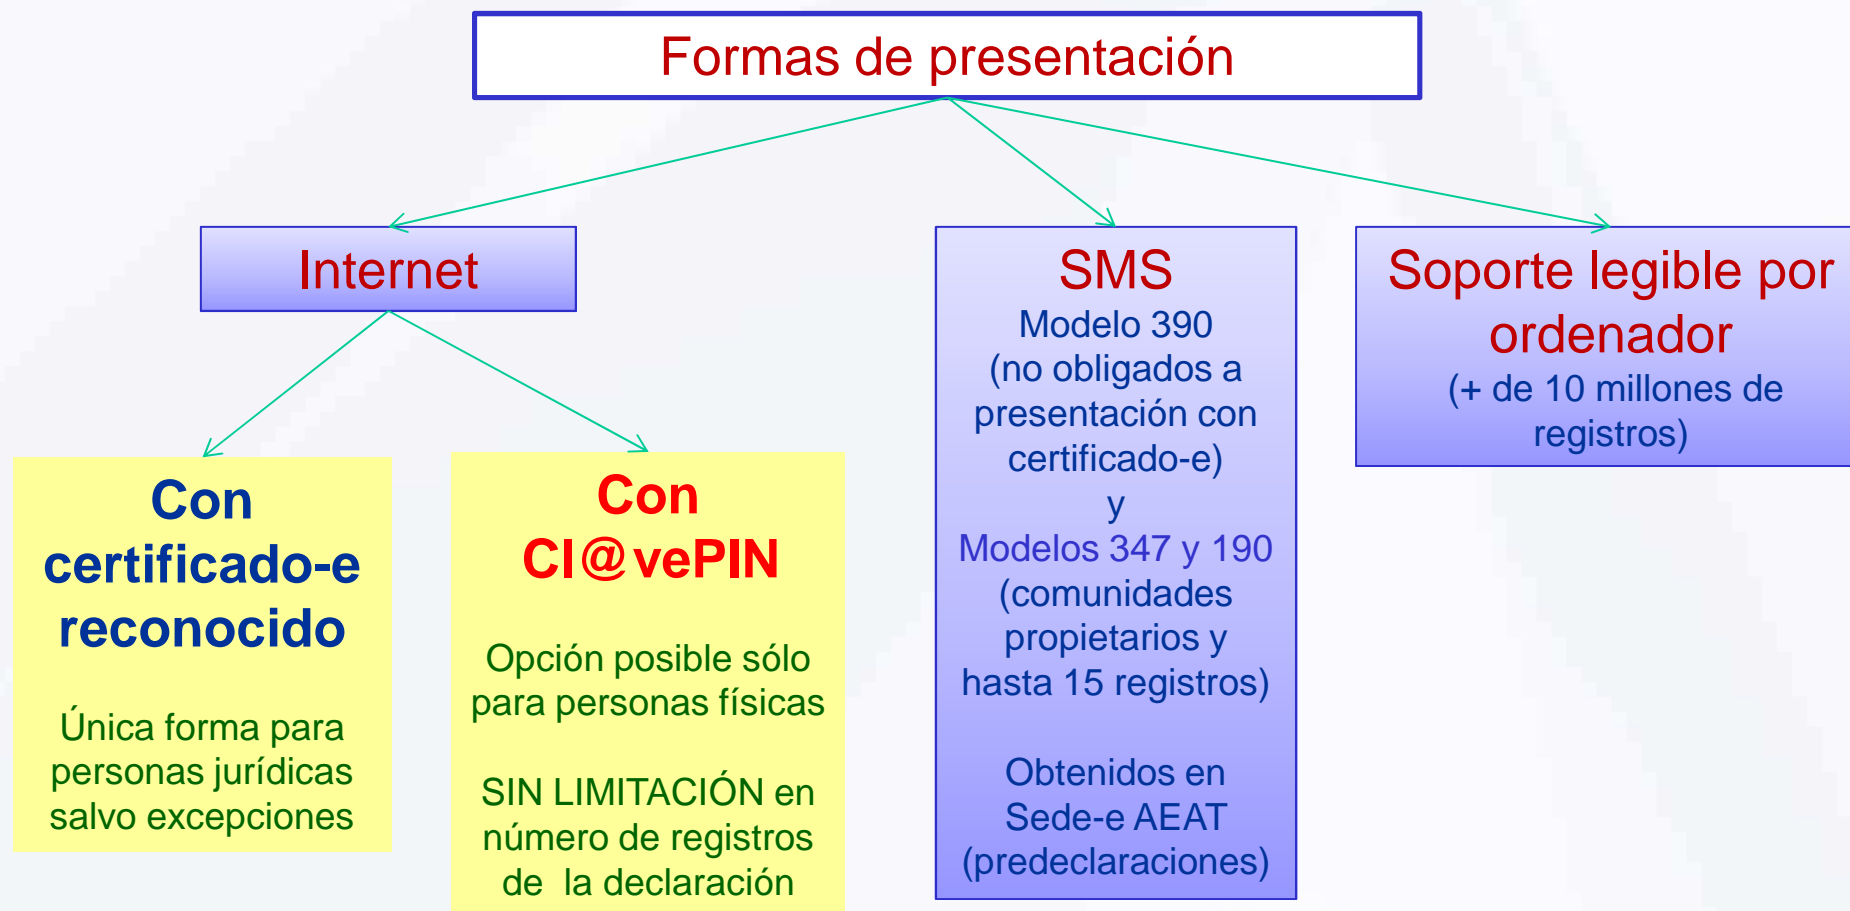 Formas de presentación
Internet
Con
certificado-e
reconocido
Única forma para
personas jurídicas
salvo excepciones
Con
Cl@vePIN
Opción posible sólo
para personas físicas
SIN LIMITACIÓN en
número de registros
de la declaración
SMS
Modelo 390
(no obligados a
presentación con
certificado-e)
y
Modelos 347 y 190
(comunidades
propietarios y
hasta 15 registros)
Obtenidos en
Sede-e AEAT
(predeclaraciones)
Soporte legible por
ordenador
(+ de 10 millones de
registros)